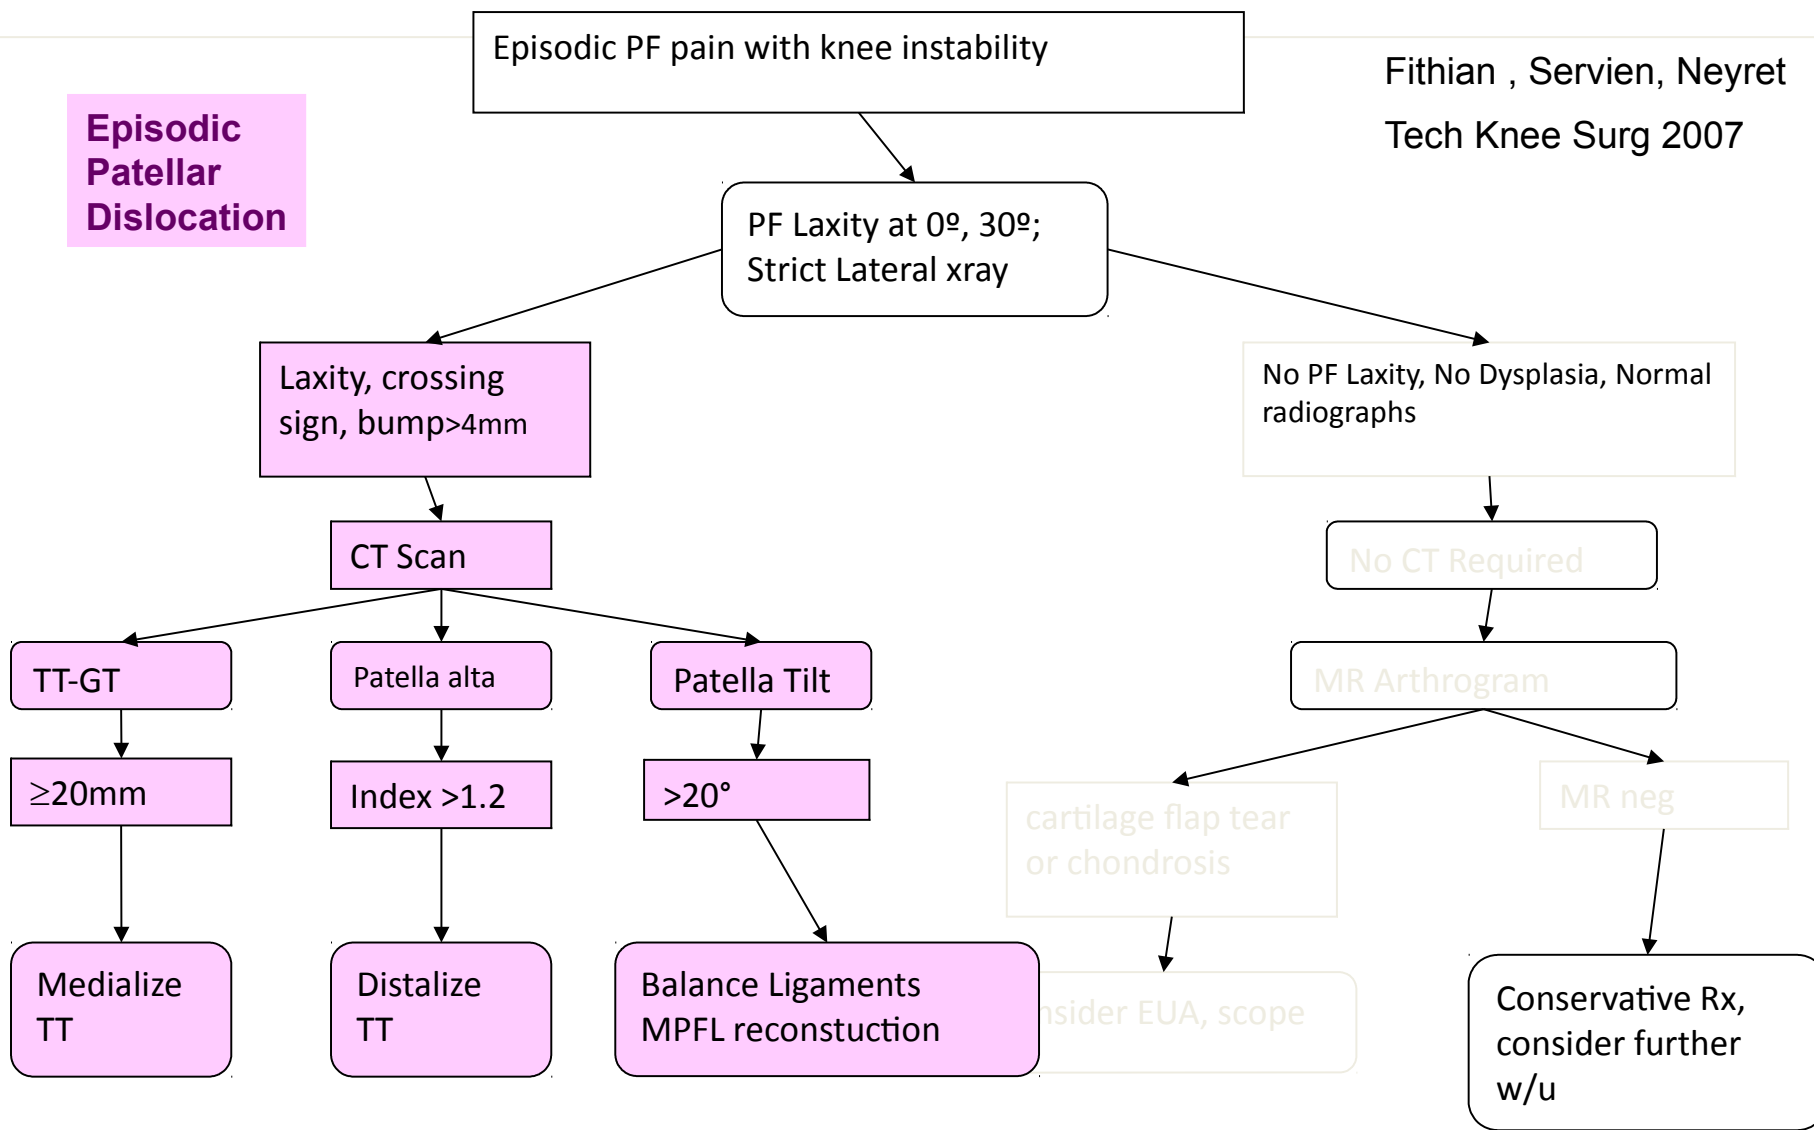 Episodic PF pain with knee instability
Fithian , Servien, Neyret
Tech Knee Surg 2007
Episodic
Patellar
Dislocation
PF Laxity at 0º, 30º;
Strict Lateral xray
Laxity, crossing
sign, bump>4mm
No PF Laxity, No Dysplasia, Normal
radiographs
CT Scan
No CT Required
TT-GT
Patella alta
Patella Tilt
MR Arthrogram
≥20mm
Index >1.2
>20°
cartilage flap tear
or chondrosis
MR neg
Medialize
TT
Distalize
TT
Balance Ligaments
MPFL reconstuction
EUA, scope
Conservative Rx,
consider further
w/u